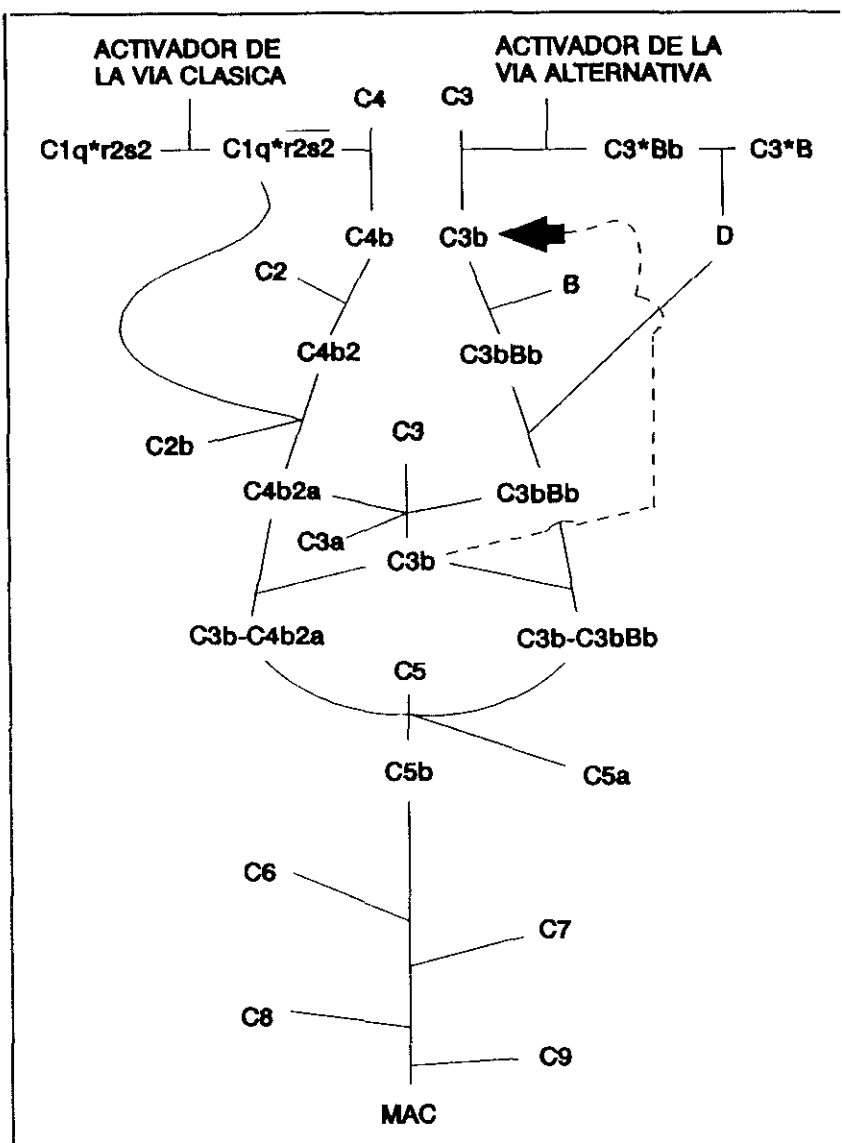 ACTIVADOR DE
LA VIA CLASICA
ACTIVADOR DE LA
VIA ALTERNATIVA
C4
C3
C1q*r2s2
C1q*r2s2
C3*Bb
C3*B
C4b
C3b
D
C2
B
C4b2
C3bBb
C2b
C3
C4b2a
C3bBb
C3a
C3b
C3b-C4b2a
C3b-C3bBb
C5
C5b
C5a
C6
C7
C8
C9
MAC